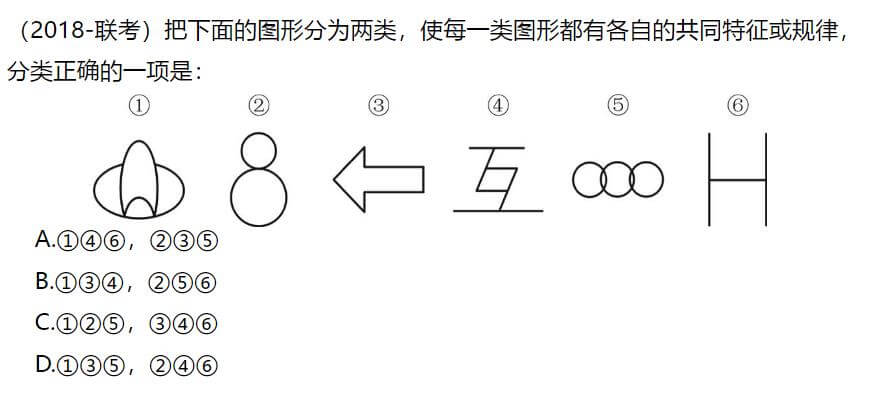 （2018-联考）把下面的图形分为两类，使每一类图形都有各自的共同特征或规律，
分类正确的一项是：
① ② ③ ④ ⑤ ⑥
A.①④⑥，②③⑤
B.①③④，②⑤⑥
C.①②⑤，③④⑥
D.①③⑤，②④⑥